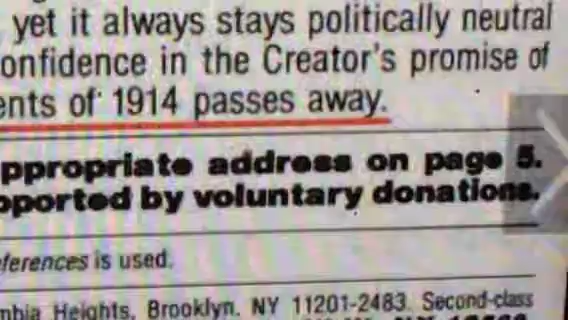 yet it always stays politically neutral
onfidence in the Creator's promise of
ents of 1914 passes away.
ppropriate address on page 5.
pported by voluntary donations.
ferences is used.
mbia Heights, Brooklyn, NY 11201-2483. Second-class